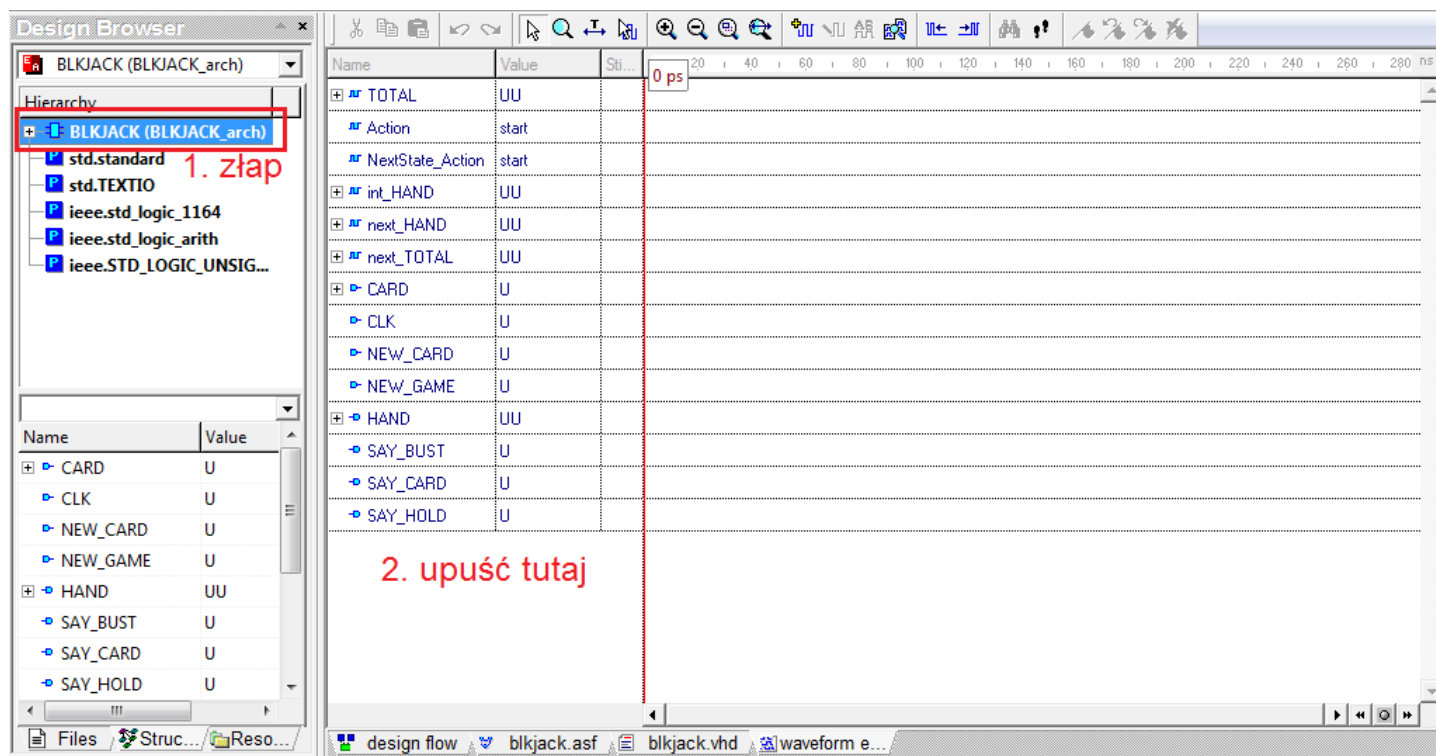 Design Browser
BLKJACK (BLKJACK_arch)
Hierarchy
BLKJACK (BLKJACK_arch)
std.standard
1. złap
std.TEXTIO
ieee.std_logic_1164
ieee.std_logic_arith
ieee.STD_LOGIC_UNSIG...
Name Value
CARD U
CLK U
NEW_CARD U
NEW_GAME U
HAND UU
SAY_BUST U
SAY_CARD U
SAY_HOLD U
Files Struc... Reso...
Name Value Sti... 20 40 60 80 100 120 140 160 180 200 220 240 260 280 ns
0 ps
TOTAL UU
Action start
NextState_Action start
int_HAND UU
next_HAND UU
next_TOTAL UU
CARD U
CLK U
NEW_CARD U
NEW_GAME U
HAND UU
SAY_BUST U
SAY_CARD U
SAY_HOLD U
2. upuść tutaj
design flow blkjack.asf blkjack.vhd waveform e...